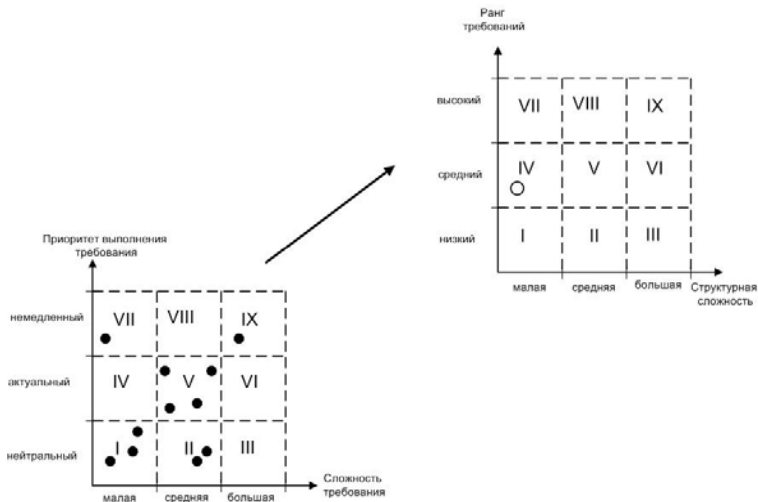 Ранг
требований
высокий
VII VIII IX
средний
IV V VI
низкий
I II III
малая средняя большая Структурная
сложность
Приоритет выполнения
требования
немедленный
VII VIII IX
актуальный
IV V VI
нейтральный
I II III
малая средняя большая
Сложность
требования